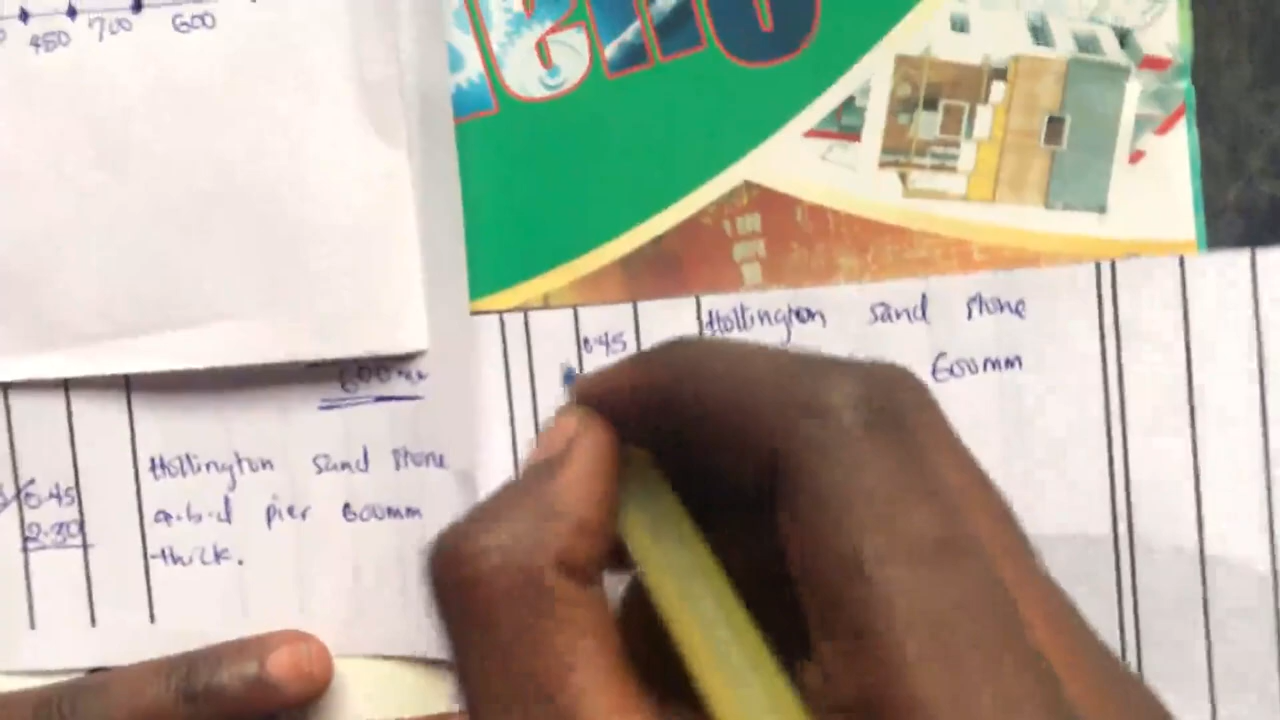 450 700 600
600mm
Hollington sand stone
a.b.d pier 600mm
thick.
0.45
2.30
0.45
Hollington sand stone
600mm